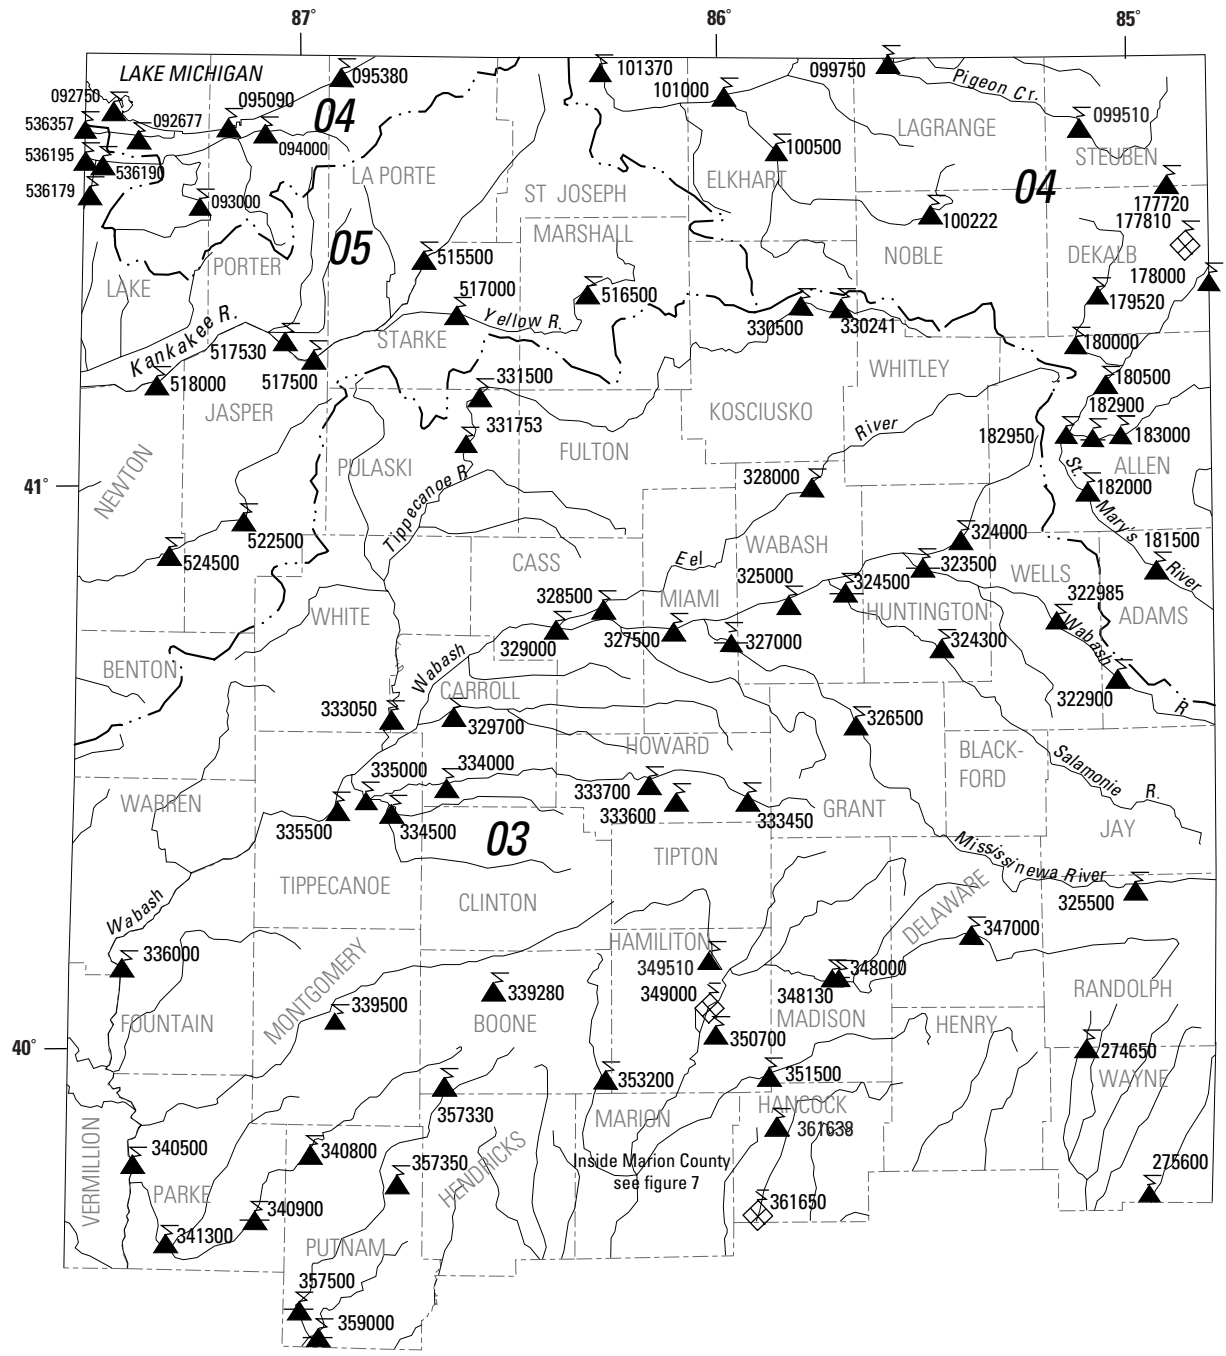 87°
86°
85°
LAKE MICHIGAN
095380
101370
099750
Pigeon Cr.
092750
095090
101000
04
099510
536357
092677
LAGRANGE
094000
100500
STEUBEN
536195
536190
LA PORTE
ELKHART
04
536179
ST JOSEPH
093000
177720
100222
177810
MARSHALL
05
NOBLE
DEKALB
PORTER
515500
178000
LAKE
517000
516500
179520
Yellow R.
330500
330241
Kankakee R.
STARKE
517530
180000
WHITLEY
517500
331500
180500
518000
182900
JASPER
KOSCIUSKO
331753
River
182950
183000
FULTON
NEWTON
PULASKI
ALLEN
St.
328000
41°
Tippecanoe R
182000
Mary's
522500
324000
181500
WABASH
CASS
524500
Eel
323500
River
325000
WELLS
324500
322985
328500
MIAMI
WHITE
HUNTINGTON
ADAMS
329000
327500
327000
324300
Wabash
BENTON
Wabash
CARROLL
322900
R
333050
329700
326500
HOWARD
BLACK-
FORD
Salamonie R.
335000
334000
333700
WARREN
333600
GRANT
335500
334500
333450
JAY
03
TIPTON
Mississinewa River
TIPPECANOE
325500
CLINTON
Wabash
DELAWARE
347000
HAMILITON
336000
349510
348000
MONTGOMERY
349000
348130
339280
RANDOLPH
339500
MADISON
FOUNTAIN
BOONE
HENRY
350700
40°
274650
351500
353200
WAYNE
357330
HANCOCK
MARION
361638
VERMILLION
340500
340800
357350
HENDRICKS
Inside Marion County
see figure 7
275600
PARKE
340900
361650
341300
PUTNAM
357500
359000